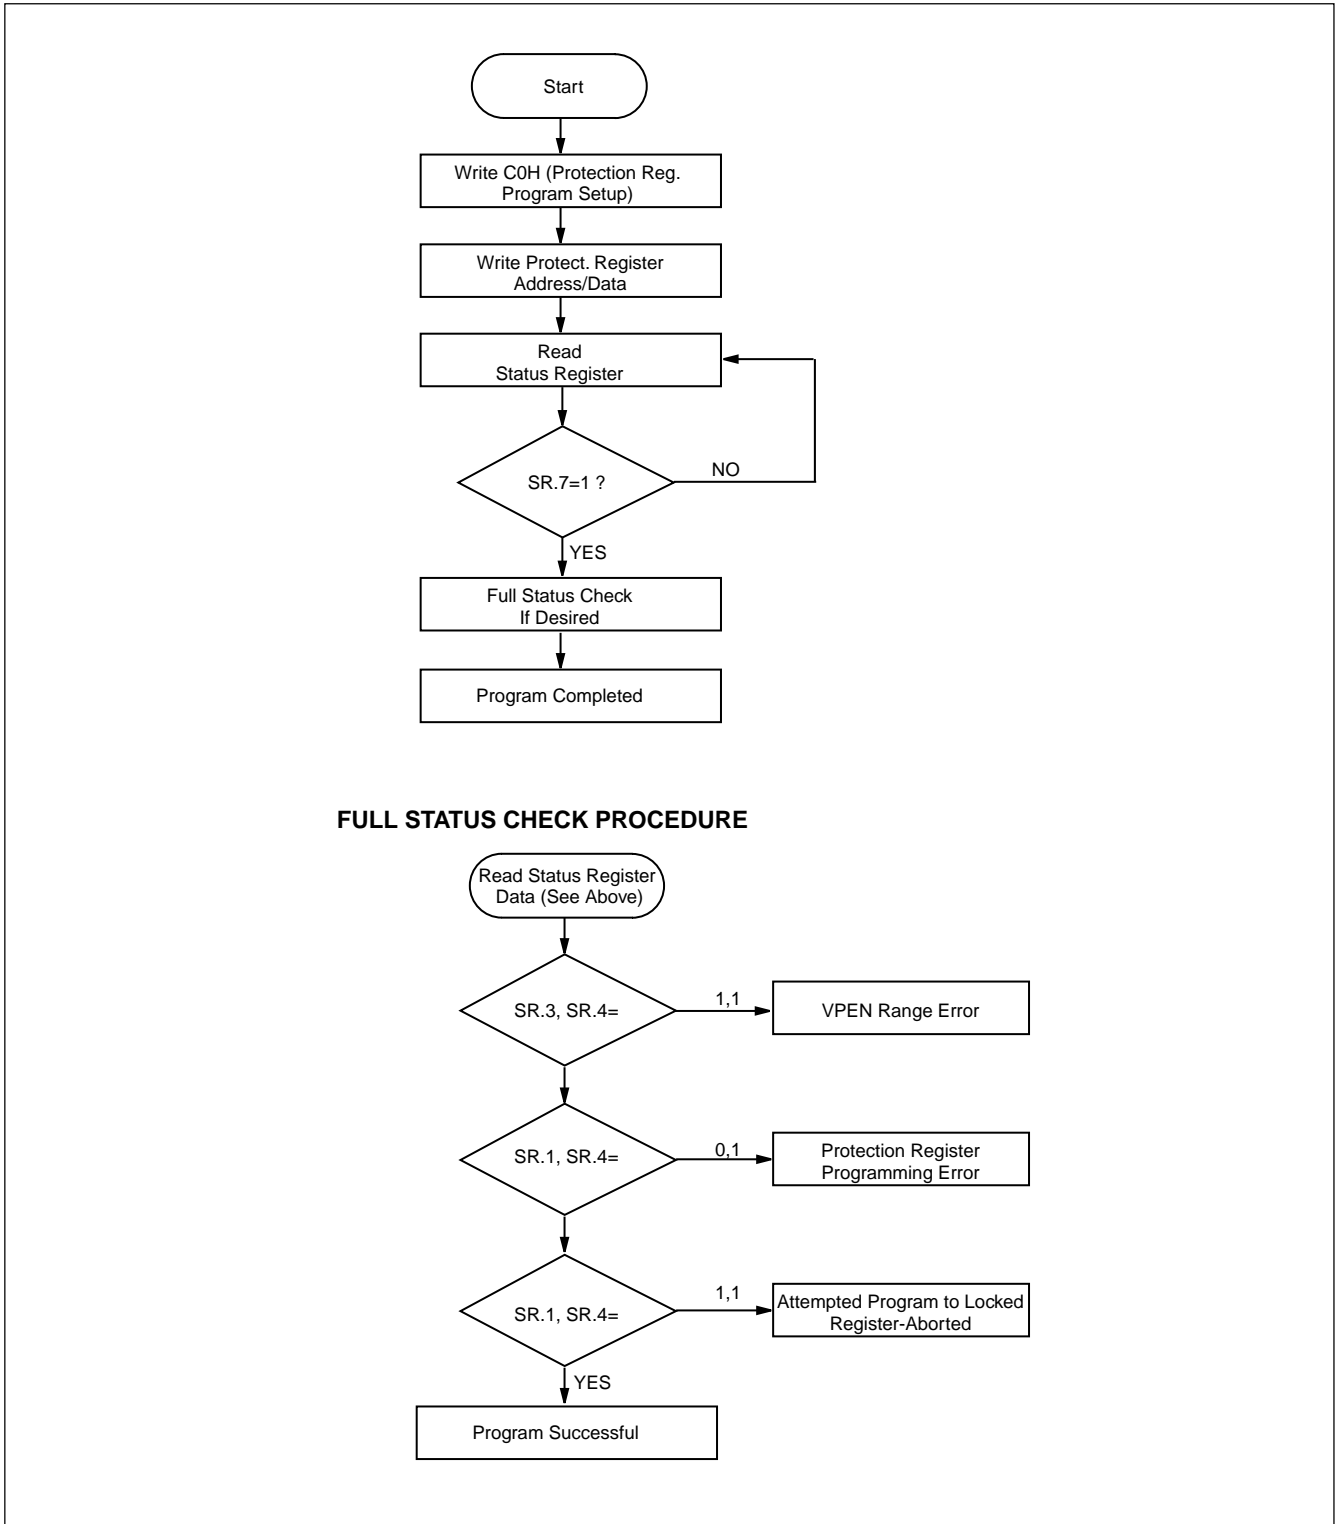 Start
Write C0H (Protection Reg.
Program Setup)
Write Protect. Register
Address/Data
Read
Status Register
SR.7=1 ?
NO
YES
Full Status Check
If Desired
Program Completed
FULL STATUS CHECK PROCEDURE
Read Status Register
Data (See Above)
SR.3, SR.4=
1,1
VPEN Range Error
SR.1, SR.4=
0,1
Protection Register
Programming Error
SR.1, SR.4=
1,1
Attempted Program to Locked
Register-Aborted
YES
Program Successful